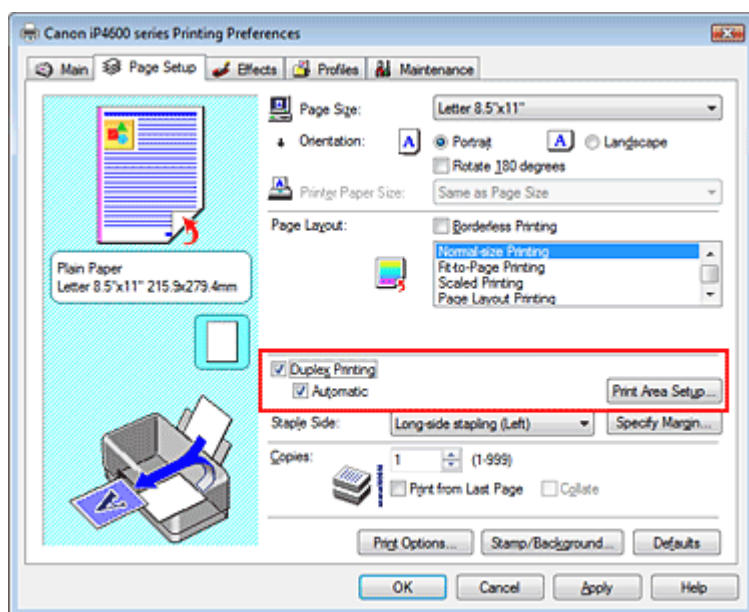 Canon iP4600 series Printing Preferences
Main Page Setup Effects Profiles Maintenance
Page Size: Letter 8.5"x11"
Orientation: A Portrait A Landscape
Rotate 180 degrees
Printer Paper Size: Same as Page Size
Page Layout: Borderless Printing
Normal-size Printing
Fit-to-Page Printing
Scaled Printing
Page Layout Printing
Plain Paper
Letter 8.5"x11" 215.9x279.4mm
Duplex Printing
Automatic Print Area Setup...
Staple Side: Long-side stapling (Left) Specify Margin...
Copies: 1 (1-999)
Print from Last Page Collate
Print Options... Stamp/Background... Defaults
OK Cancel Apply Help